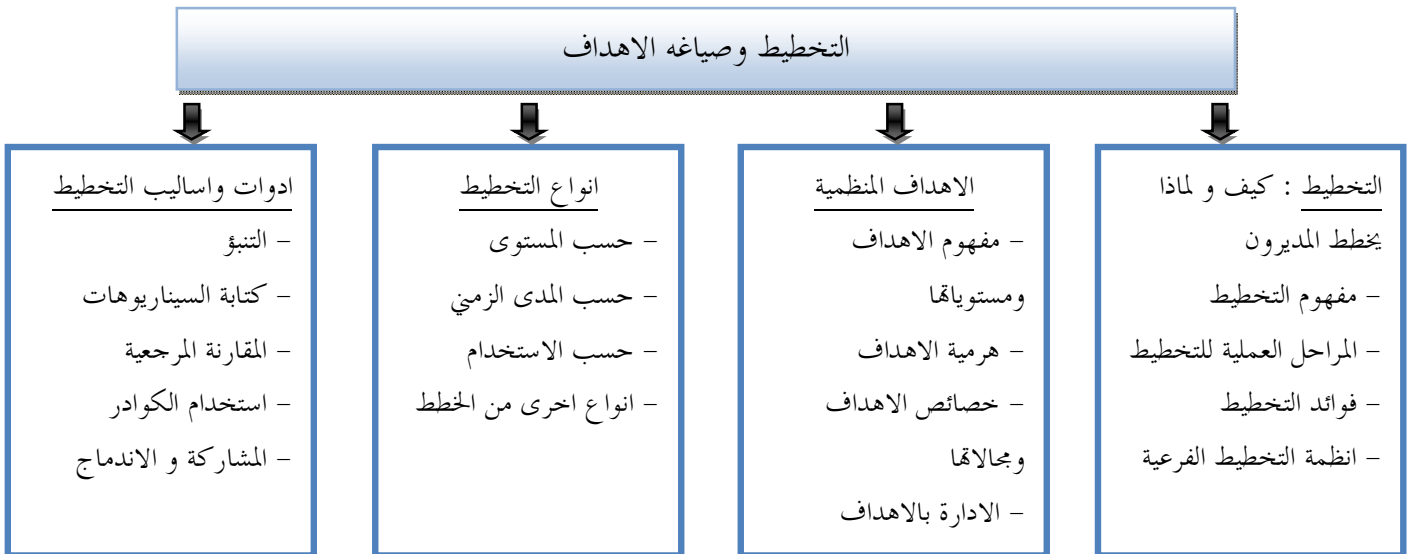 التخطيط وصياغه الاهداف
التخطيط : كيف و لماذا
يخطط المديرون
- مفهوم التخطيط
- المراحل العملية للتخطيط
- فوائد التخطيط
- انظمة التخطيط الفرعية
الاهداف المنظمية
- مفهوم الاهداف
ومستوياتها
- هرمية الاهداف
- خصائص الاهداف
ومجالاتها
- الادارة بالاهداف
انواع التخطيط
- حسب المستوى
- حسب المدى الزمني
- حسب الاستخدام
- انواع اخرى من الخطط
ادوات واساليب التخطيط
- التنبؤ
- كتابة السيناريوهات
- المقارنة المرجعية
- استخدام الكوادر
- المشاركة و الاندماج